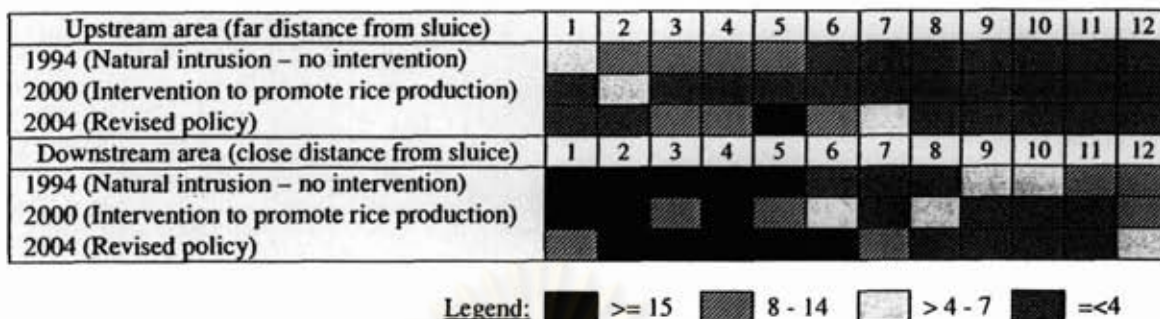 Upstream area (far distance from sluice) 1 2 3 4 5 6 7 8 9 10 11 12
1994 (Natural intrusion – no intervention)
2000 (Intervention to promote rice production)
2004 (Revised policy)
Downstream area (close distance from sluice) 1 2 3 4 5 6 7 8 9 10 11 12
1994 (Natural intrusion – no intervention)
2000 (Intervention to promote rice production)
2004 (Revised policy)
Legend: >= 15 8 - 14 > 4 - 7 =<4